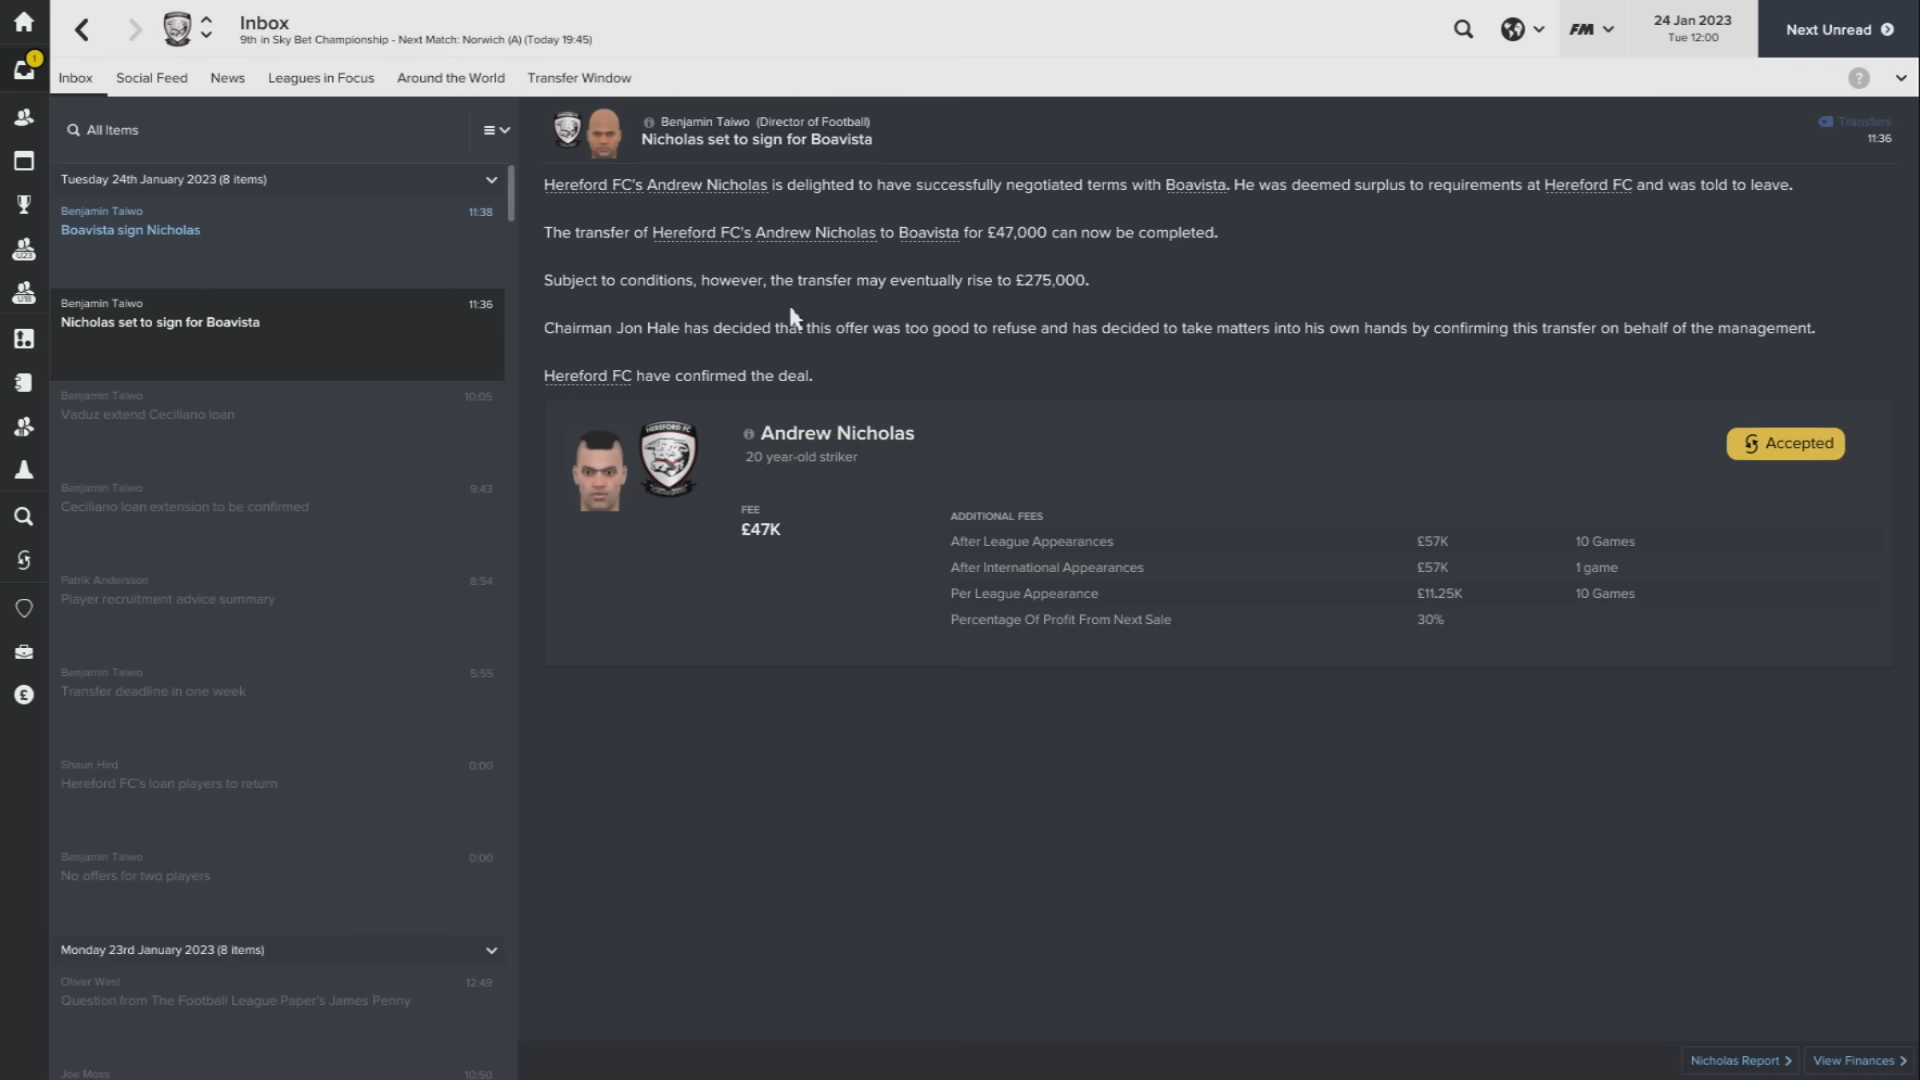 Inbox
9th in Sky Bet Championship - Next Match: Norwich (A) (Today 19:45)
FM
24 Jan 2023
Tue 12:00
Next Unread
1
Inbox
Social Feed
News
Leagues in Focus
Around the World
Transfer Window
?
All Items
Tuesday 24th January 2023 (8 items)
Benjamin Taiwo 11:38
Boavista sign Nicholas
Benjamin Taiwo 11:36
Nicholas set to sign for Boavista
Benjamin Taiwo 10:05
Vaduz extend Ceciliano loan
Benjamin Taiwo 9:43
Ceciliano loan extension to be confirmed
Patrik Andersson 8:54
Player recruitment advice summary
Benjamin Taiwo 5:55
Transfer deadline in one week
Shaun Hird 0:00
Hereford FC's loan players to return
Benjamin Taiwo 0:00
No offers for two players
Monday 23rd January 2023 (8 items)
Oliver West 12:49
Question from The Football League Paper's James Penny
Joe Moss 10:50
U23
U18
£
Benjamin Taiwo (Director of Football)
Nicholas set to sign for Boavista
Transfers
11:36
Hereford FC's Andrew Nicholas is delighted to have successfully negotiated terms with Boavista. He was deemed surplus to requirements at Hereford FC and was told to leave.
The transfer of Hereford FC's Andrew Nicholas to Boavista for £47,000 can now be completed.
Subject to conditions, however, the transfer may eventually rise to £275,000.
Chairman Jon Hale has decided that this offer was too good to refuse and has decided to take matters into his own hands by confirming this transfer on behalf of the management.
Hereford FC have confirmed the deal.
HEREFORD FC
Andrew Nicholas
20 year-old striker
Accepted
FEE
£47K
ADDITIONAL FEES
After League Appearances £57K 10 Games
After International Appearances £57K 1 game
Per League Appearance £11.25K 10 Games
Percentage Of Profit From Next Sale 30%
Nicholas Report
View Finances